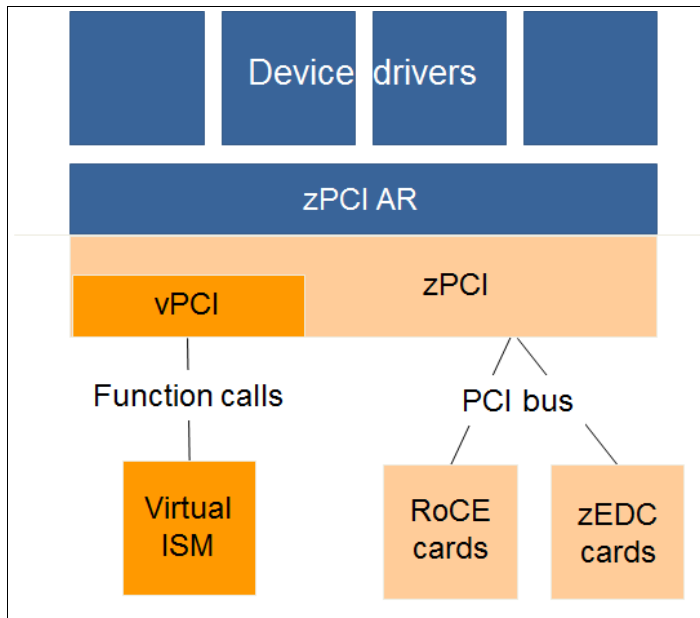 Device drivers
zPCI AR
vPCI
zPCI
Function calls
PCI bus
Virtual
ISM
RoCE
cards
zEDC
cards